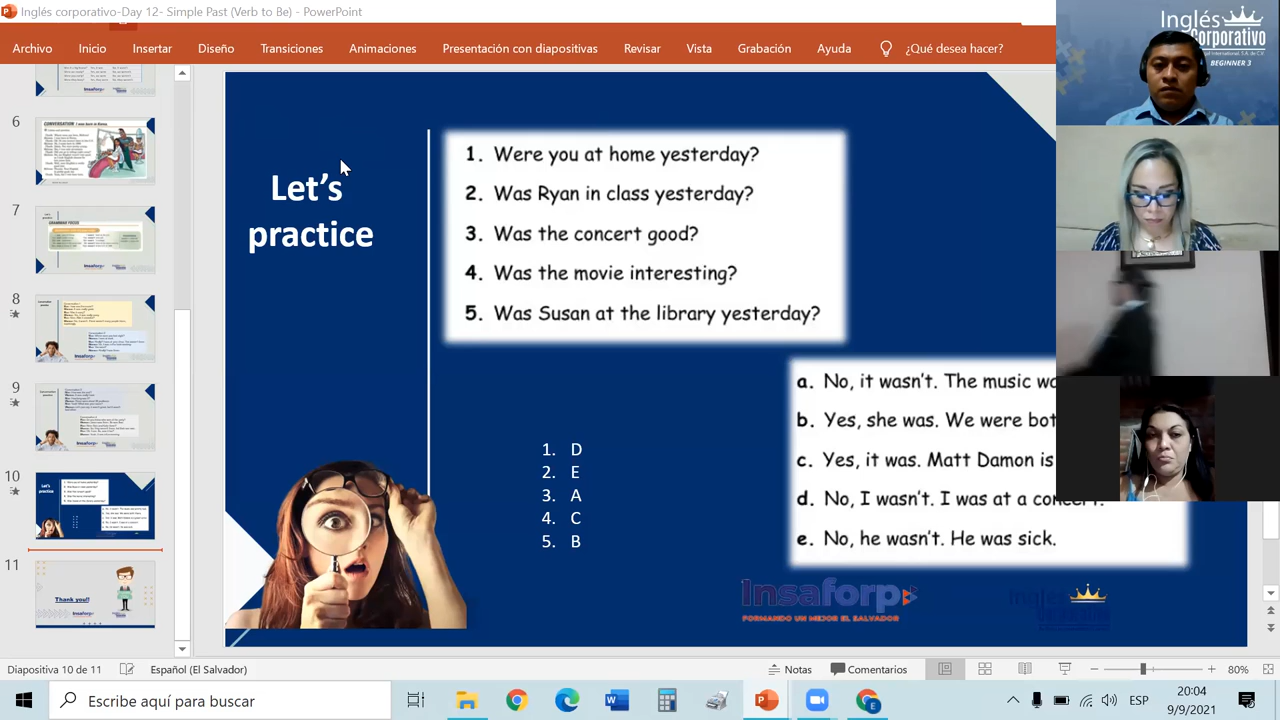 Inglés corporativo-Day 12- Simple Past (Verb to Be) - PowerPoint
Archivo Inicio Insertar Diseño Transiciones Animaciones Presentación con diapositivas Revisar Vista Grabación Ayuda ¿Qué desea hacer?
Inglés
Corporativo
BEGINNER 3
6
7
8
9
10
11
Thank you!!
Let's
practice
1. Were you at home yesterday?
2. Was Ryan in class yesterday?
3. Was the concert good?
4. Was the movie interesting?
5. Was Susan at the library yesterday?
1. D
2. E
3. A
4. C
5. B
a. No, it wasn't. The music
b. Yes, she was. We were
c. Yes, it was. Matt Damon is
d. No, I wasn't. I was at a concert.
e. No, he wasn't. He was sick.
Insaforp
FORMANDO UN MEJOR EL SALVADOR
Diapositiva 10 de 11 Español (El Salvador) Notas Comentarios 80%
Escribe aquí para buscar
ESP
20:04
9/9/2021